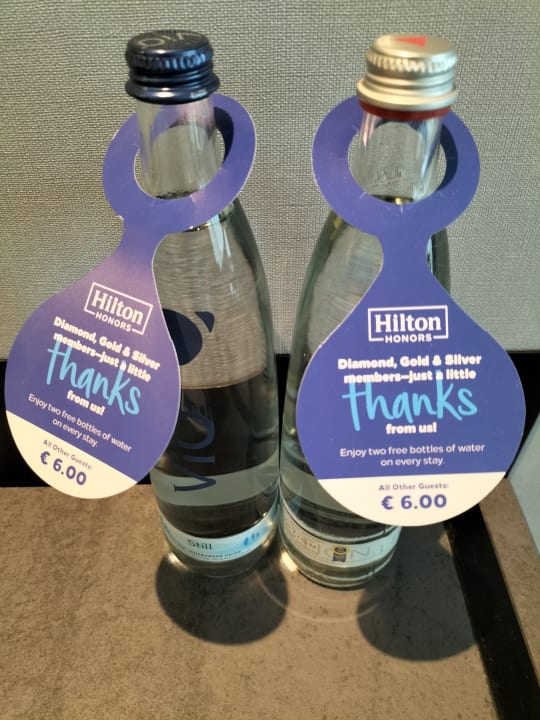 Hilton
HONORS
Diamond, Gold & Silver
members—just a little
thanks
from us!
Enjoy two free bottles of water
on every stay.
All Other Guests:
€ 6.00
Still
Hilton
HONORS
Diamond, Gold & Silver
members—just a little
thanks
from us!
Enjoy two free bottles of water
on every stay.
All Other Guests:
€ 6.00